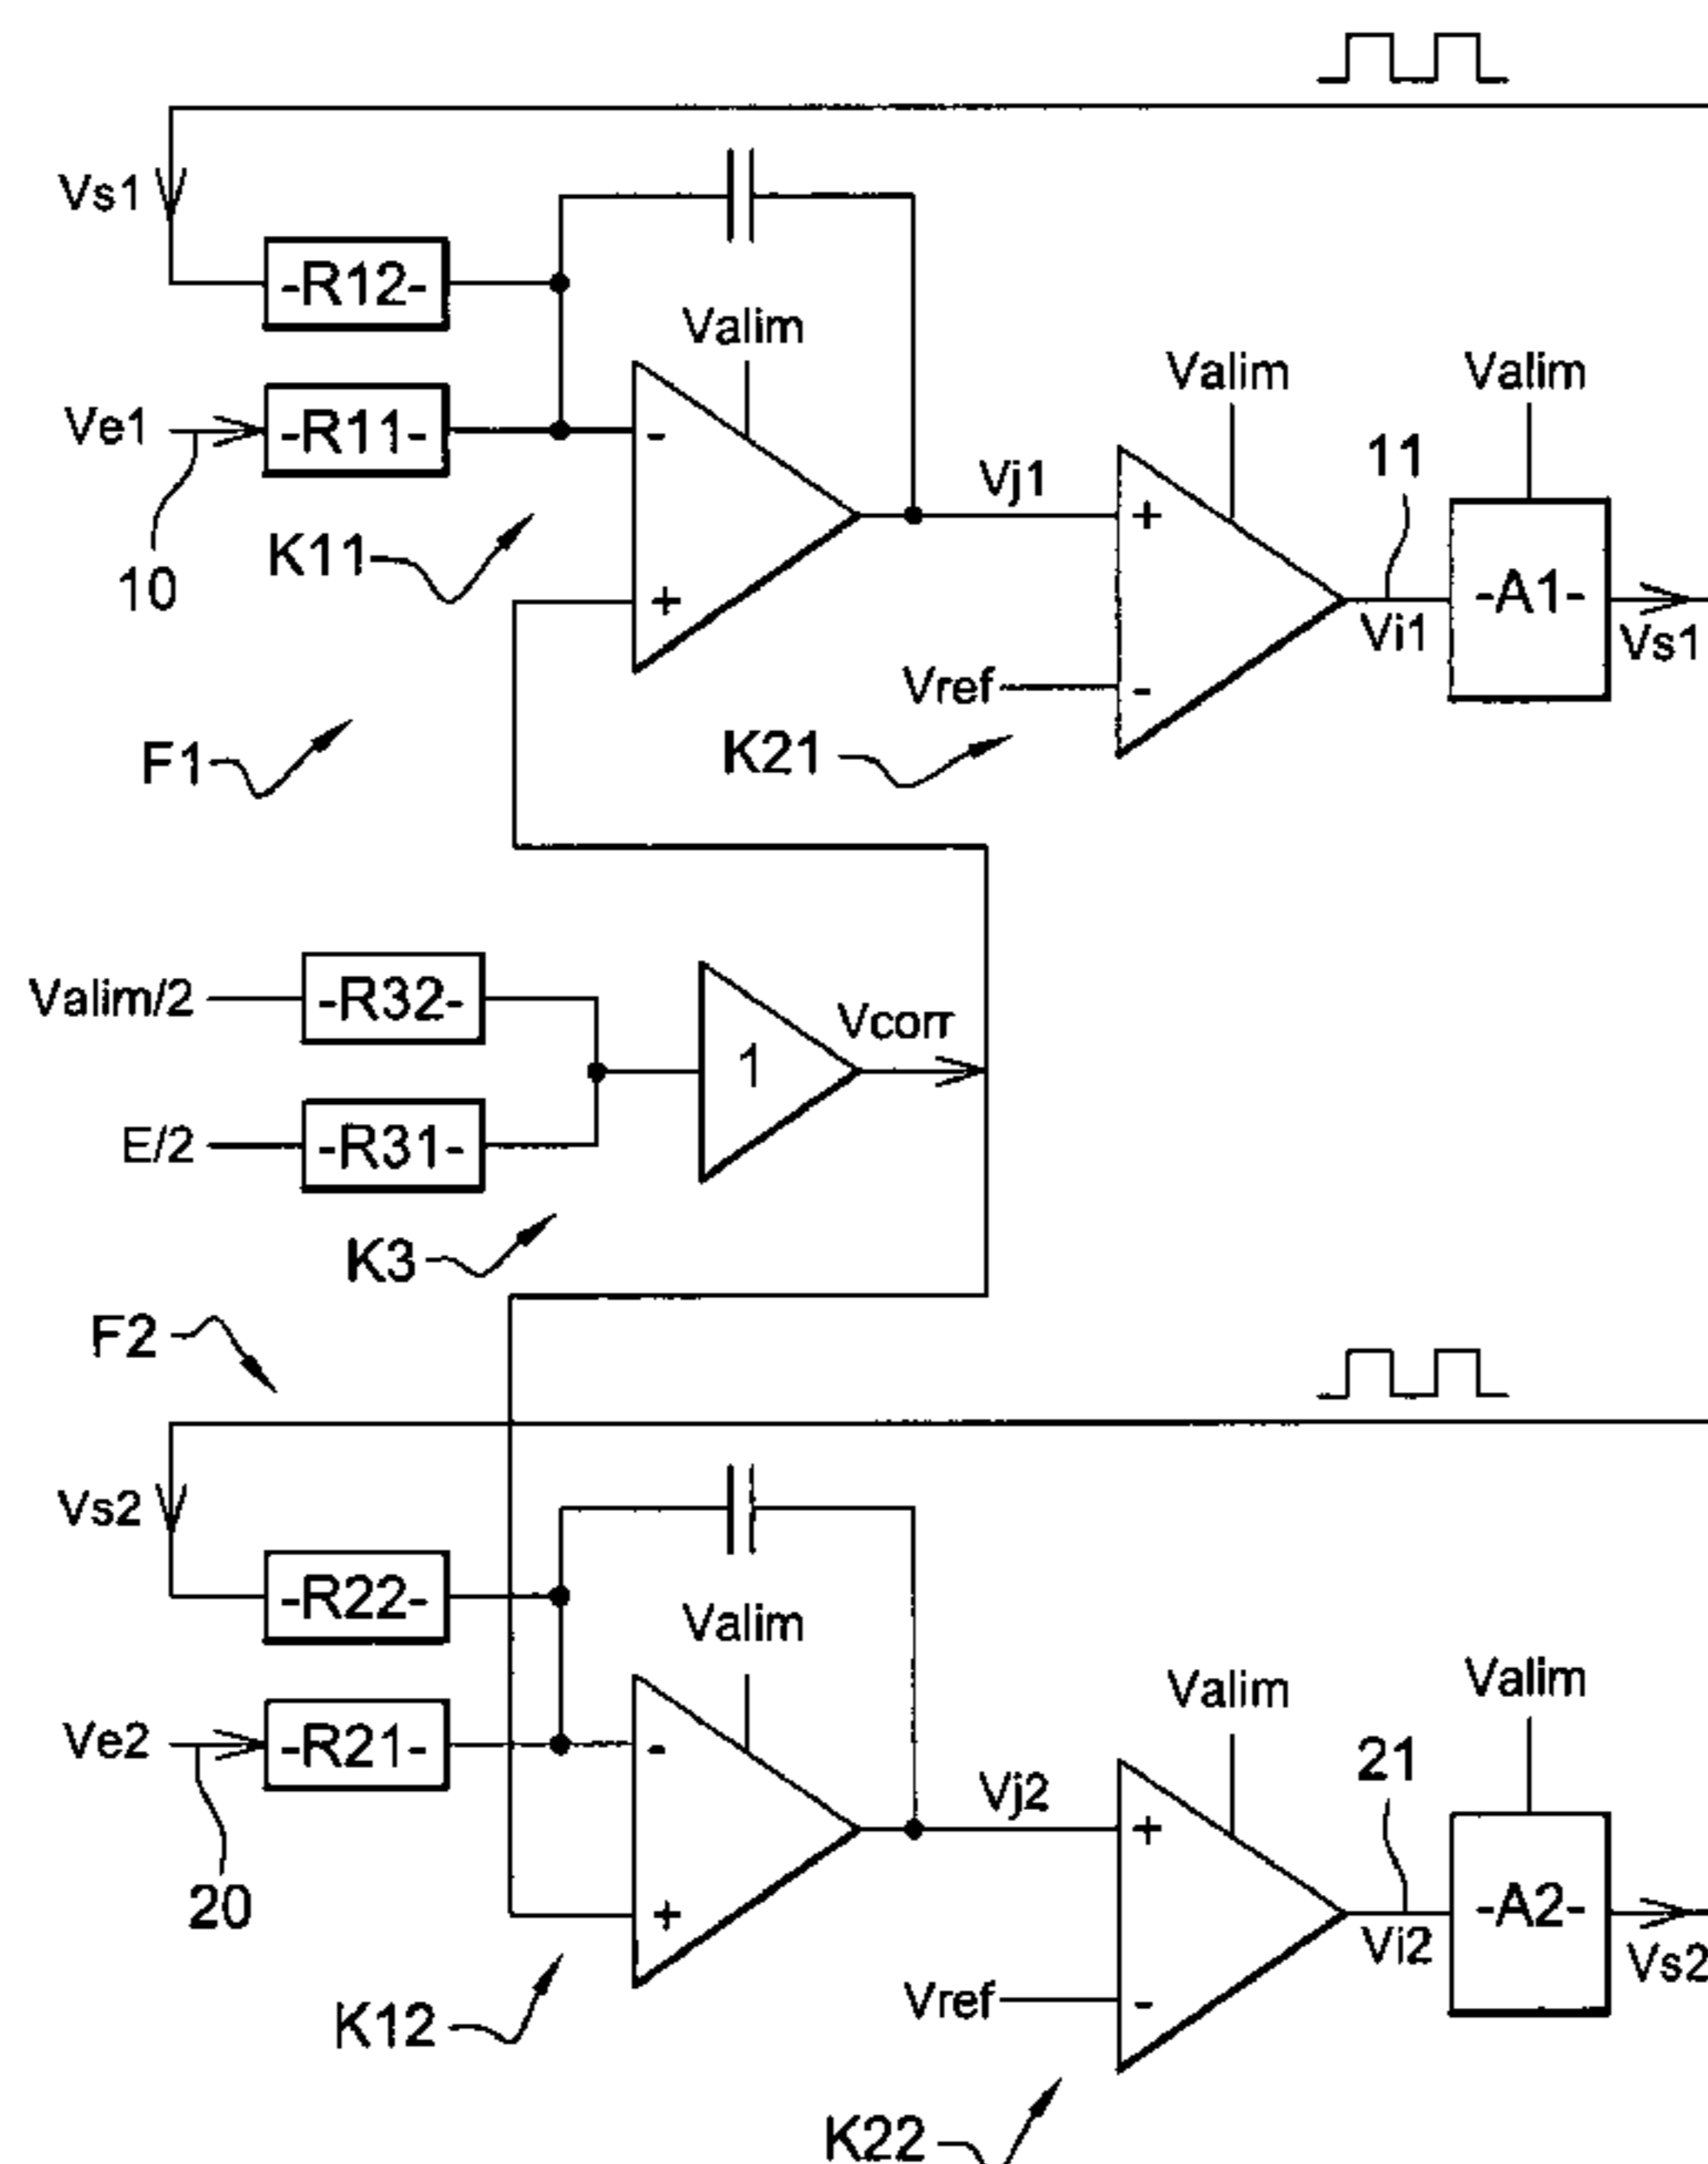 Vs1
-R12-
Valim
Ve1
-R11-
-
Valim
Valim
11
Vj1
10
K11
+
+
-A1-
Vi1
Vs1
Vref
-
F1
K21
Valim/2
-R32-
Vcorr
1
E/2
-R31-
K3
F2
Vs2
-R22-
Valim
Ve2
-R21-
-
Valim
Valim
21
Vj2
20
+
+
-A2-
Vi2
Vs2
K12
Vref
-
K22